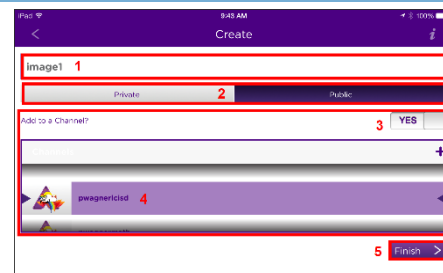 iPad 9:45 AM 100%
Create i
image1 1
Private 2 Public
Add to a Channel? 3 YES
+
pwagnerlcisd 4
5 Finish >